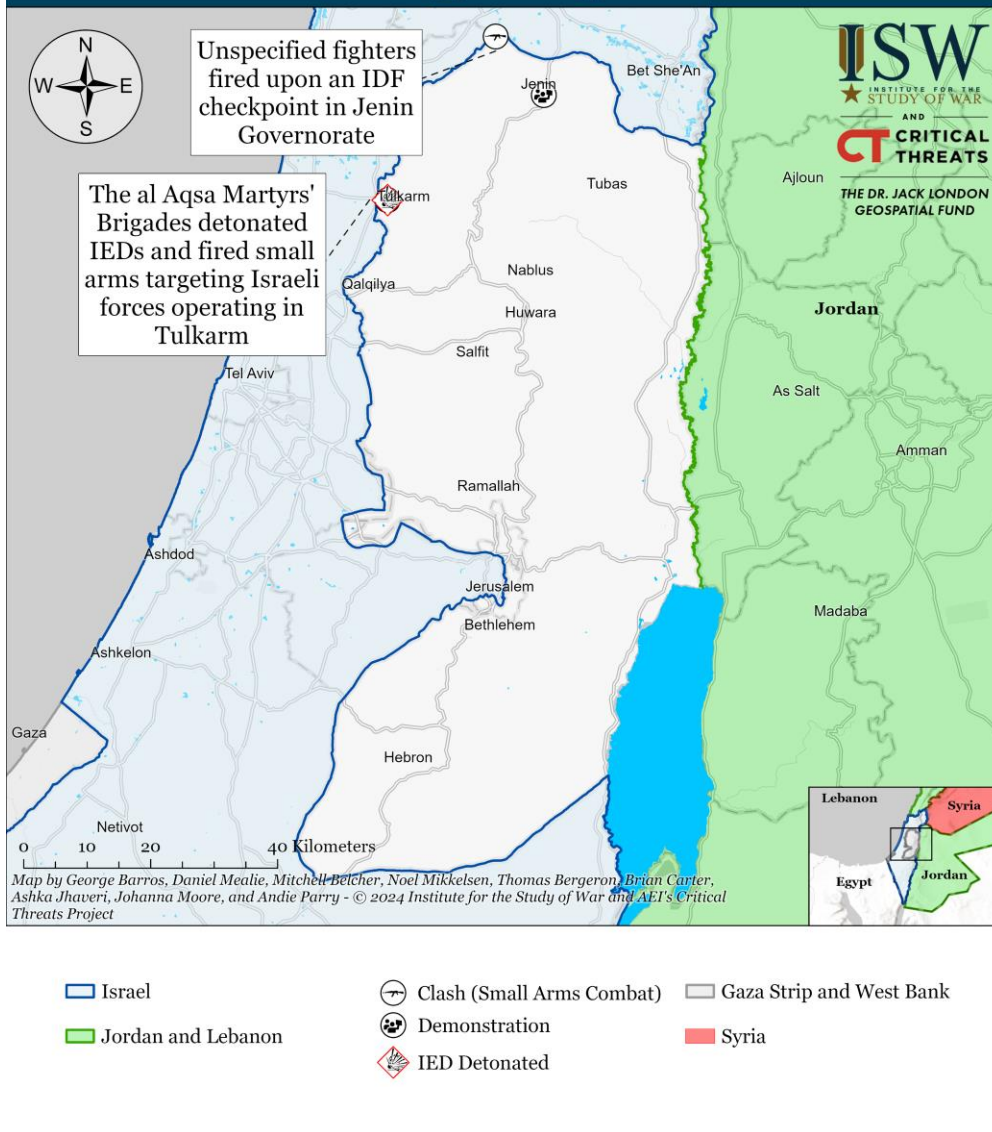 N
W
E
S
Unspecified fighters
fired upon an IDF
checkpoint in Jenin
Governorate
The al Aqsa Martyrs'
Brigades detonated
IEDs and fired small
arms targeting Israeli
forces operating in
Tulkarm
ISW
INSTITUTE FOR THE
STUDY OF WAR
AND
CT CRITICAL
THREATS
THE DR. JACK LONDON
GEOSPATIAL FUND
Jenin
Bet She'An
Tulkarm
Tubas
Ajloun
Nablus
Qalqilya
Huwara
Jordan
Salfit
Tel Aviv
As Salt
Amman
Ramallah
Ashdod
Jerusalem
Bethlehem
Madaba
Ashkelon
Gaza
Hebron
Netivot
0 10 20 40 Kilometers
Map by George Barros, Daniel Mealie, Mitchell Belcher, Noel Mikkelsen, Thomas Bergeron, Brian Carter,
Ashka Jhaveri, Johanna Moore, and Andie Parry - © 2024 Institute for the Study of War and AEI's Critical
Threats Project
Lebanon
Syria
Egypt
Jordan
Israel
Clash (Small Arms Combat)
Gaza Strip and West Bank
Jordan and Lebanon
Demonstration
Syria
IED Detonated